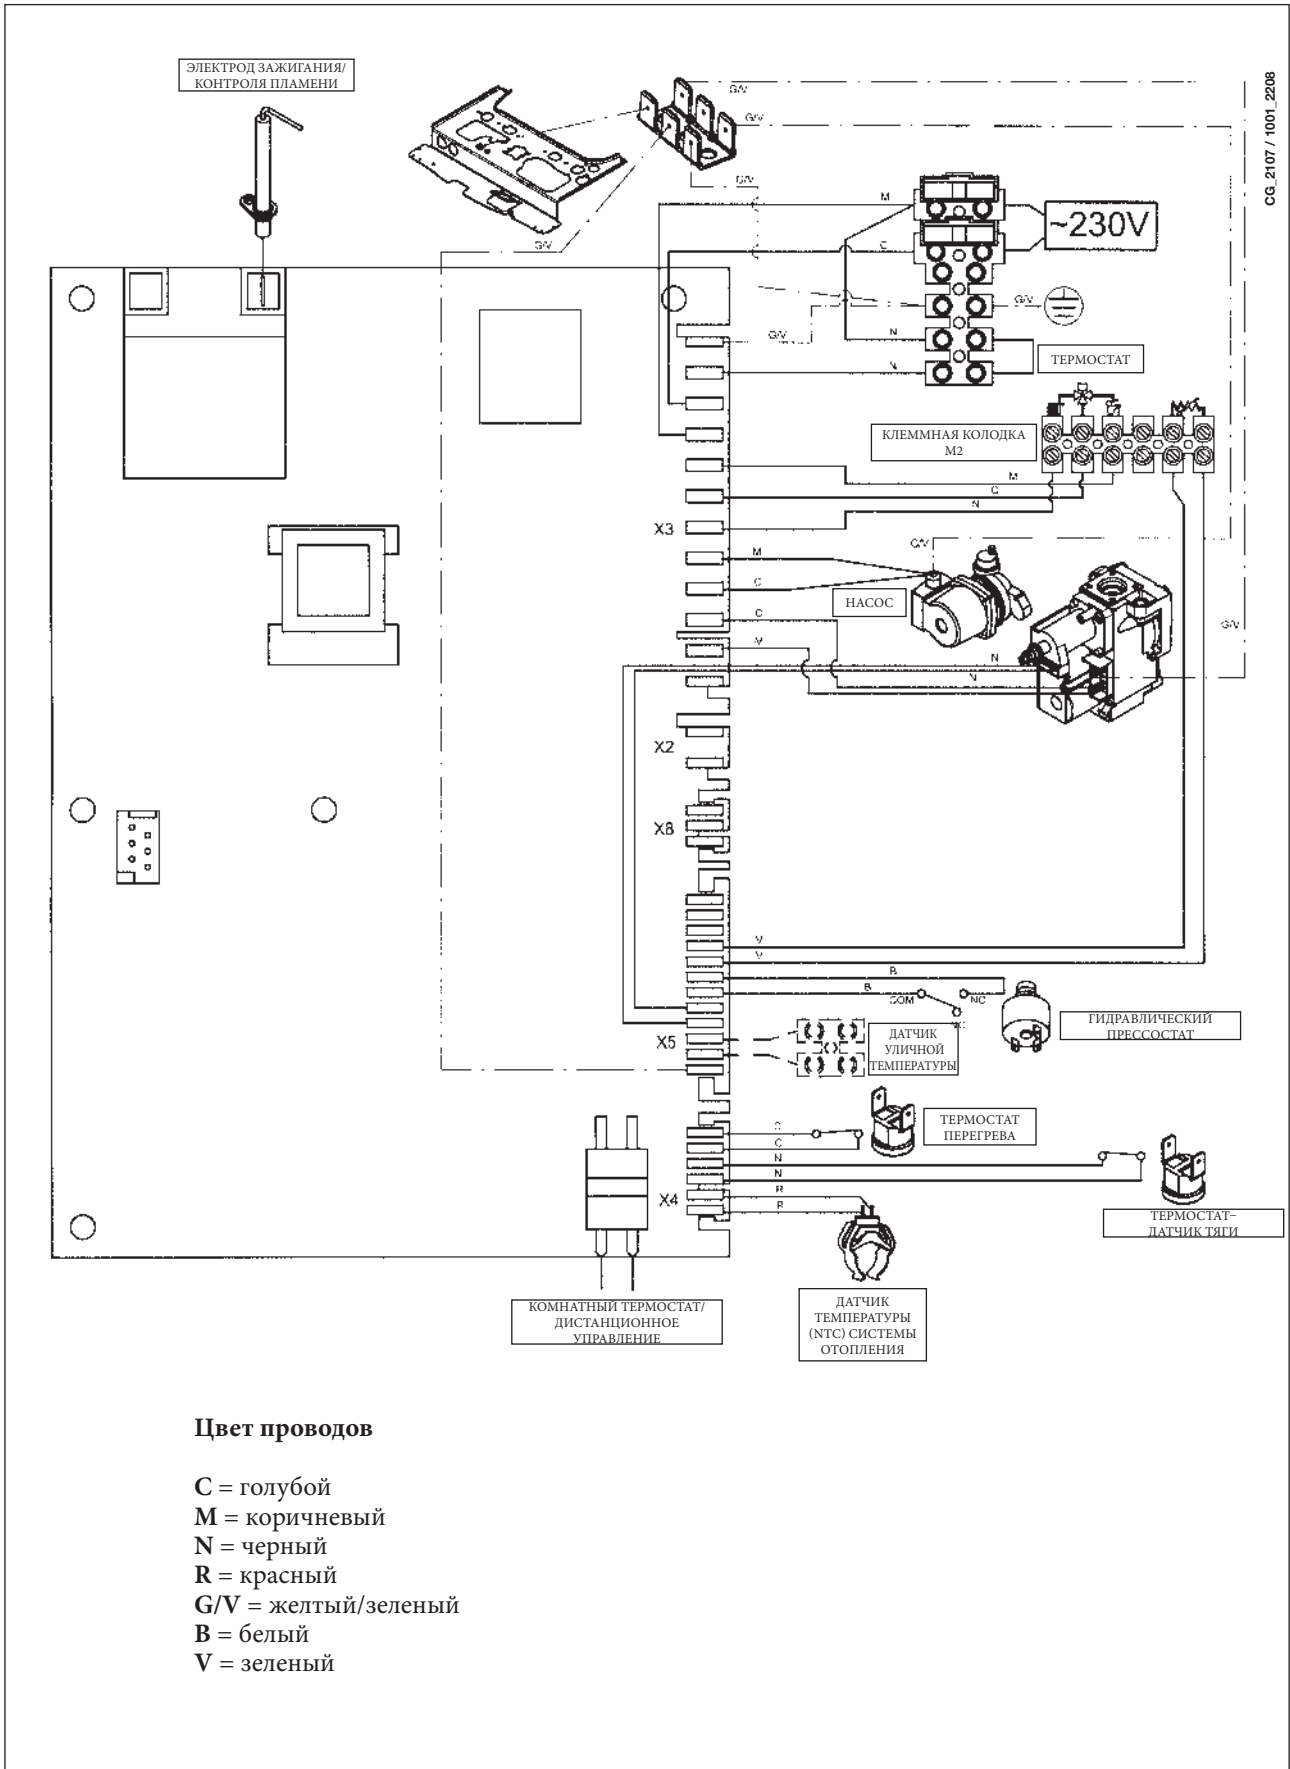 ЭЛЕКТРОД ЗАЖИГАНИЯ/
КОНТРОЛЯ ПЛАМЕНИ
CG_2107 / 1001_2208
G/V
G/V
G/V
G/V
M
C
~230V
G/V
G/V
N
N
ТЕРМОСТАТ
КЛЕММНАЯ КОЛОДКА
M2
M
C
N
X3
M
C
C
G/V
НАСОС
G/V
N
N
X2
X8
V
V
B
B
COM
NC
ГИДРАВЛИЧЕСКИЙ
ПРЕССОСТАТ
X5
ДАТЧИК
УЛИЧНОЙ
ТЕМПЕРАТУРЫ
ТЕРМОСТАТ
ПЕРЕГРЕВА
C
C
N
N
R
R
X4
ТЕРМОСТАТ–
ДАТЧИК ТЯГИ
КОМНАТНЫЙ ТЕРМОСТАТ/
ДИСТАНЦИОННОЕ
УПРАВЛЕНИЕ
ДАТЧИК
ТЕМПЕРАТУРЫ
(NTC) СИСТЕМЫ
ОТОПЛЕНИЯ
Цвет проводов
C = голубой
M = коричневый
N = черный
R = красный
G/V = желтый/зеленый
B = белый
V = зеленый